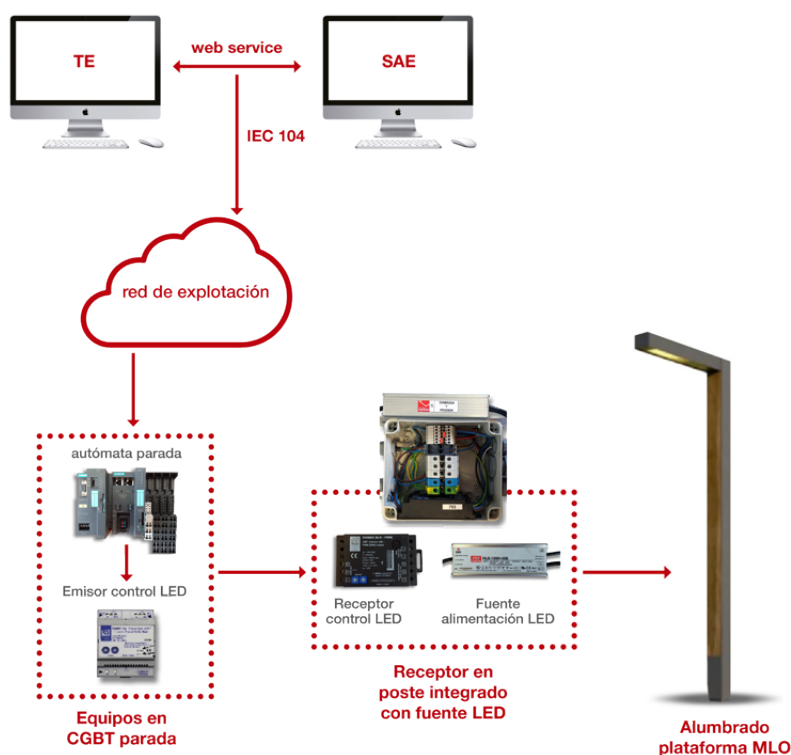 TE
web service
SAE
IEC 104
red de explotación
autómata parada
Emisor control LED
Equipos en
CGBT parada
Receptor
control LED
Fuente
alimentación LED
Receptor en
poste integrado
con fuente LED
Alumbrado
plataforma MLO